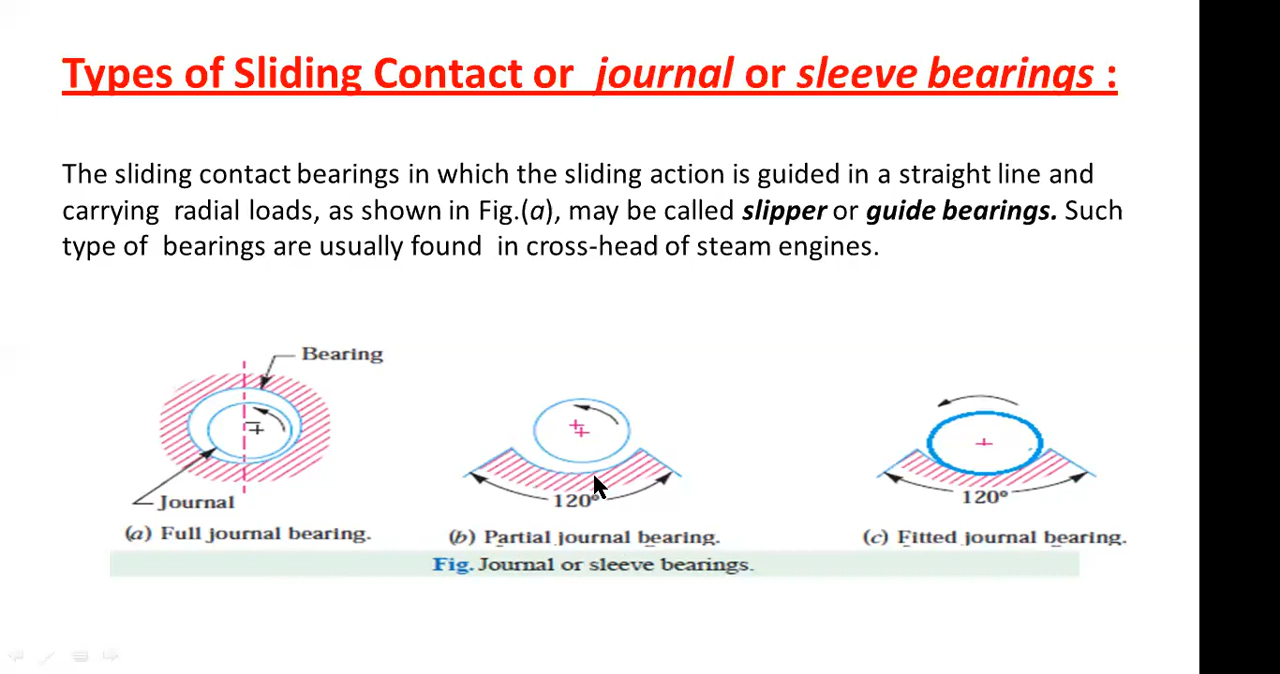 Types of Sliding Contact or journal or sleeve bearings :
The sliding contact bearings in which the sliding action is guided in a straight line and
carrying radial loads, as shown in Fig.(a), may be called slipper or guide bearings. Such
type of bearings are usually found in cross-head of steam engines.
Bearing
Journal
120°
120°
(a) Full journal bearing.
(b) Partial journal bearing.
(c) Fitted journal bearing.
Fig. Journal or sleeve bearings.